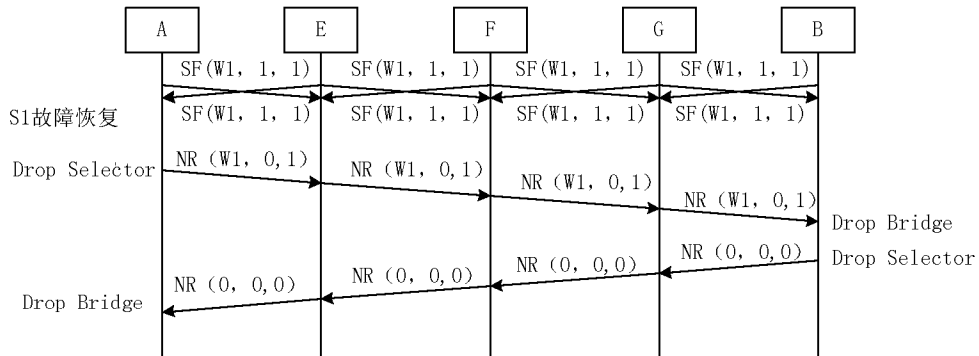 A E F G B
SF(W1, 1, 1) SF(W1, 1, 1) SF(W1, 1, 1) SF(W1, 1, 1)
SF(W1, 1, 1) SF(W1, 1, 1) SF(W1, 1, 1) SF(W1, 1, 1)
S1故障恢复
Drop Selector NR (W1, 0,1) NR (W1, 0,1) NR (W1, 0,1) NR (W1, 0,1)
Drop Bridge
Drop Selector
NR (0, 0,0) NR (0, 0,0) NR (0, 0,0) NR (0, 0,0)
Drop Bridge